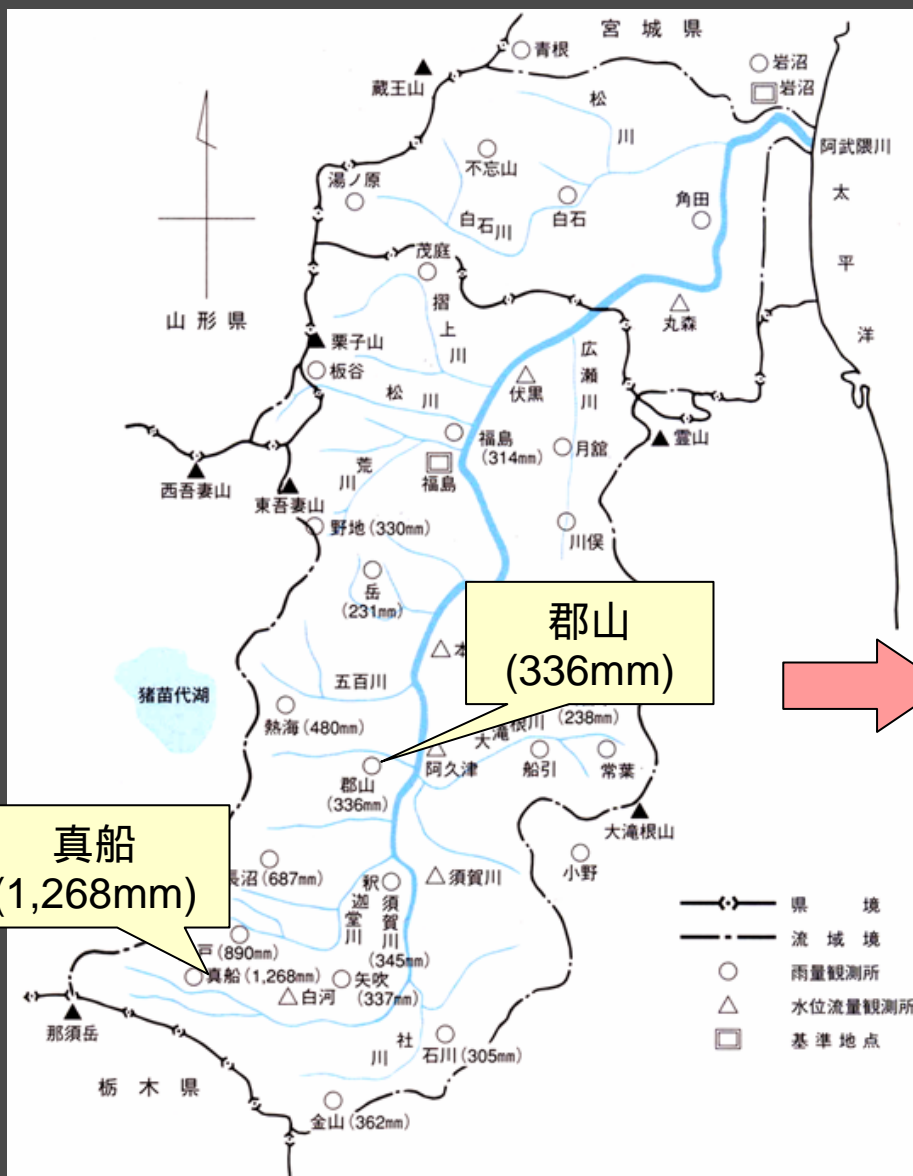 宮城県
青根
岩沼
岩沼
蔵王山
松川
阿武隈川
不忘山
湯ノ原
白石川
白石
角田
太平洋
茂庭
摺上川
丸森
山形県
栗子山
板谷
広瀬川
伏黒
松川
福島
(314mm)
月舘
霊山
荒川
福島
西吾妻山
東吾妻山
野地(330mm)
川俣
岳
(231mm)
郡山
(336mm)
本
五百川
猪苗代湖
熱海(480mm)
大滝根川
(238mm)
阿久津
船引
常葉
郡山
(336mm)
大滝根山
真船
(1,268mm)
長沼(687mm)
釈迦堂川
須賀川
(345mm)
須賀川
小野
県境
流域境
戸(890mm)
真船(1,268mm)
矢吹
(337mm)
白河
雨量観測所
水位流量観測所
基準地点
那須岳
社川
石川(305mm)
栃木県
金山(362mm)